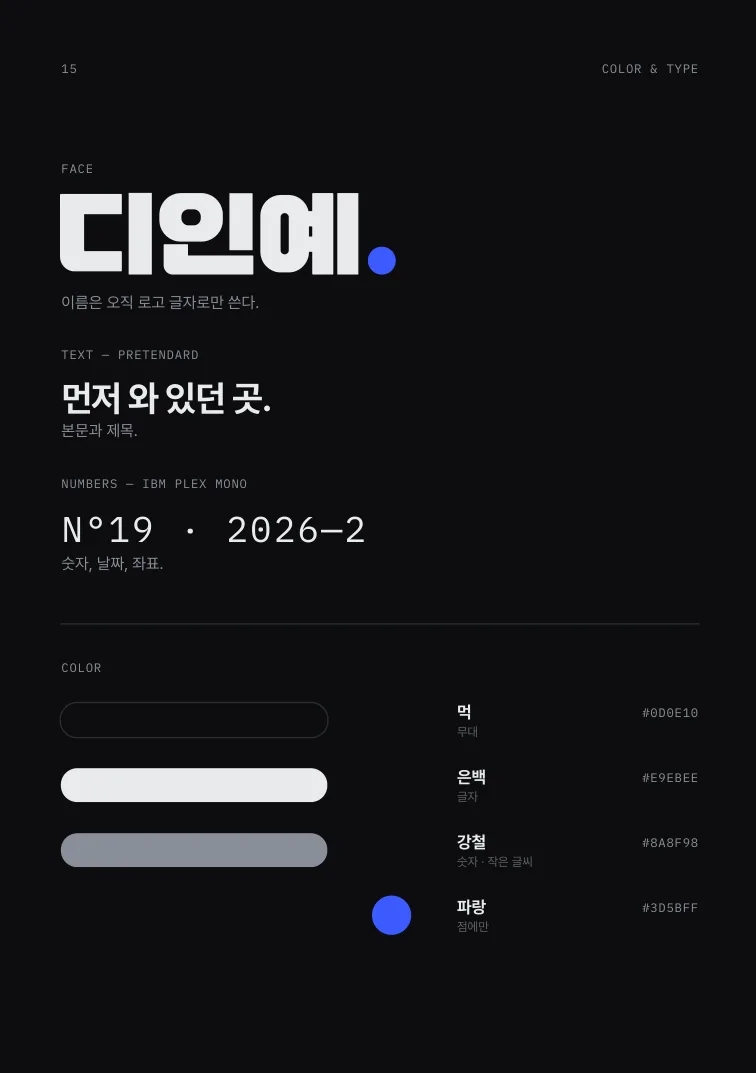 15
COLOR & TYPE
FACE
디인예.
이름은 오직 로고 글자로만 쓴다.
TEXT — PRETENDARD
먼저 와 있던 곳.
본문과 제목.
NUMBERS — IBM PLEX MONO
N°19 · 2026—2
숫자, 날짜, 좌표.
COLOR
먹
#0D0E10
무대
은백
#E9EBEE
글자
강철
#8A8F98
숫자 · 작은 글씨
파랑
#3D5BFF
점에만